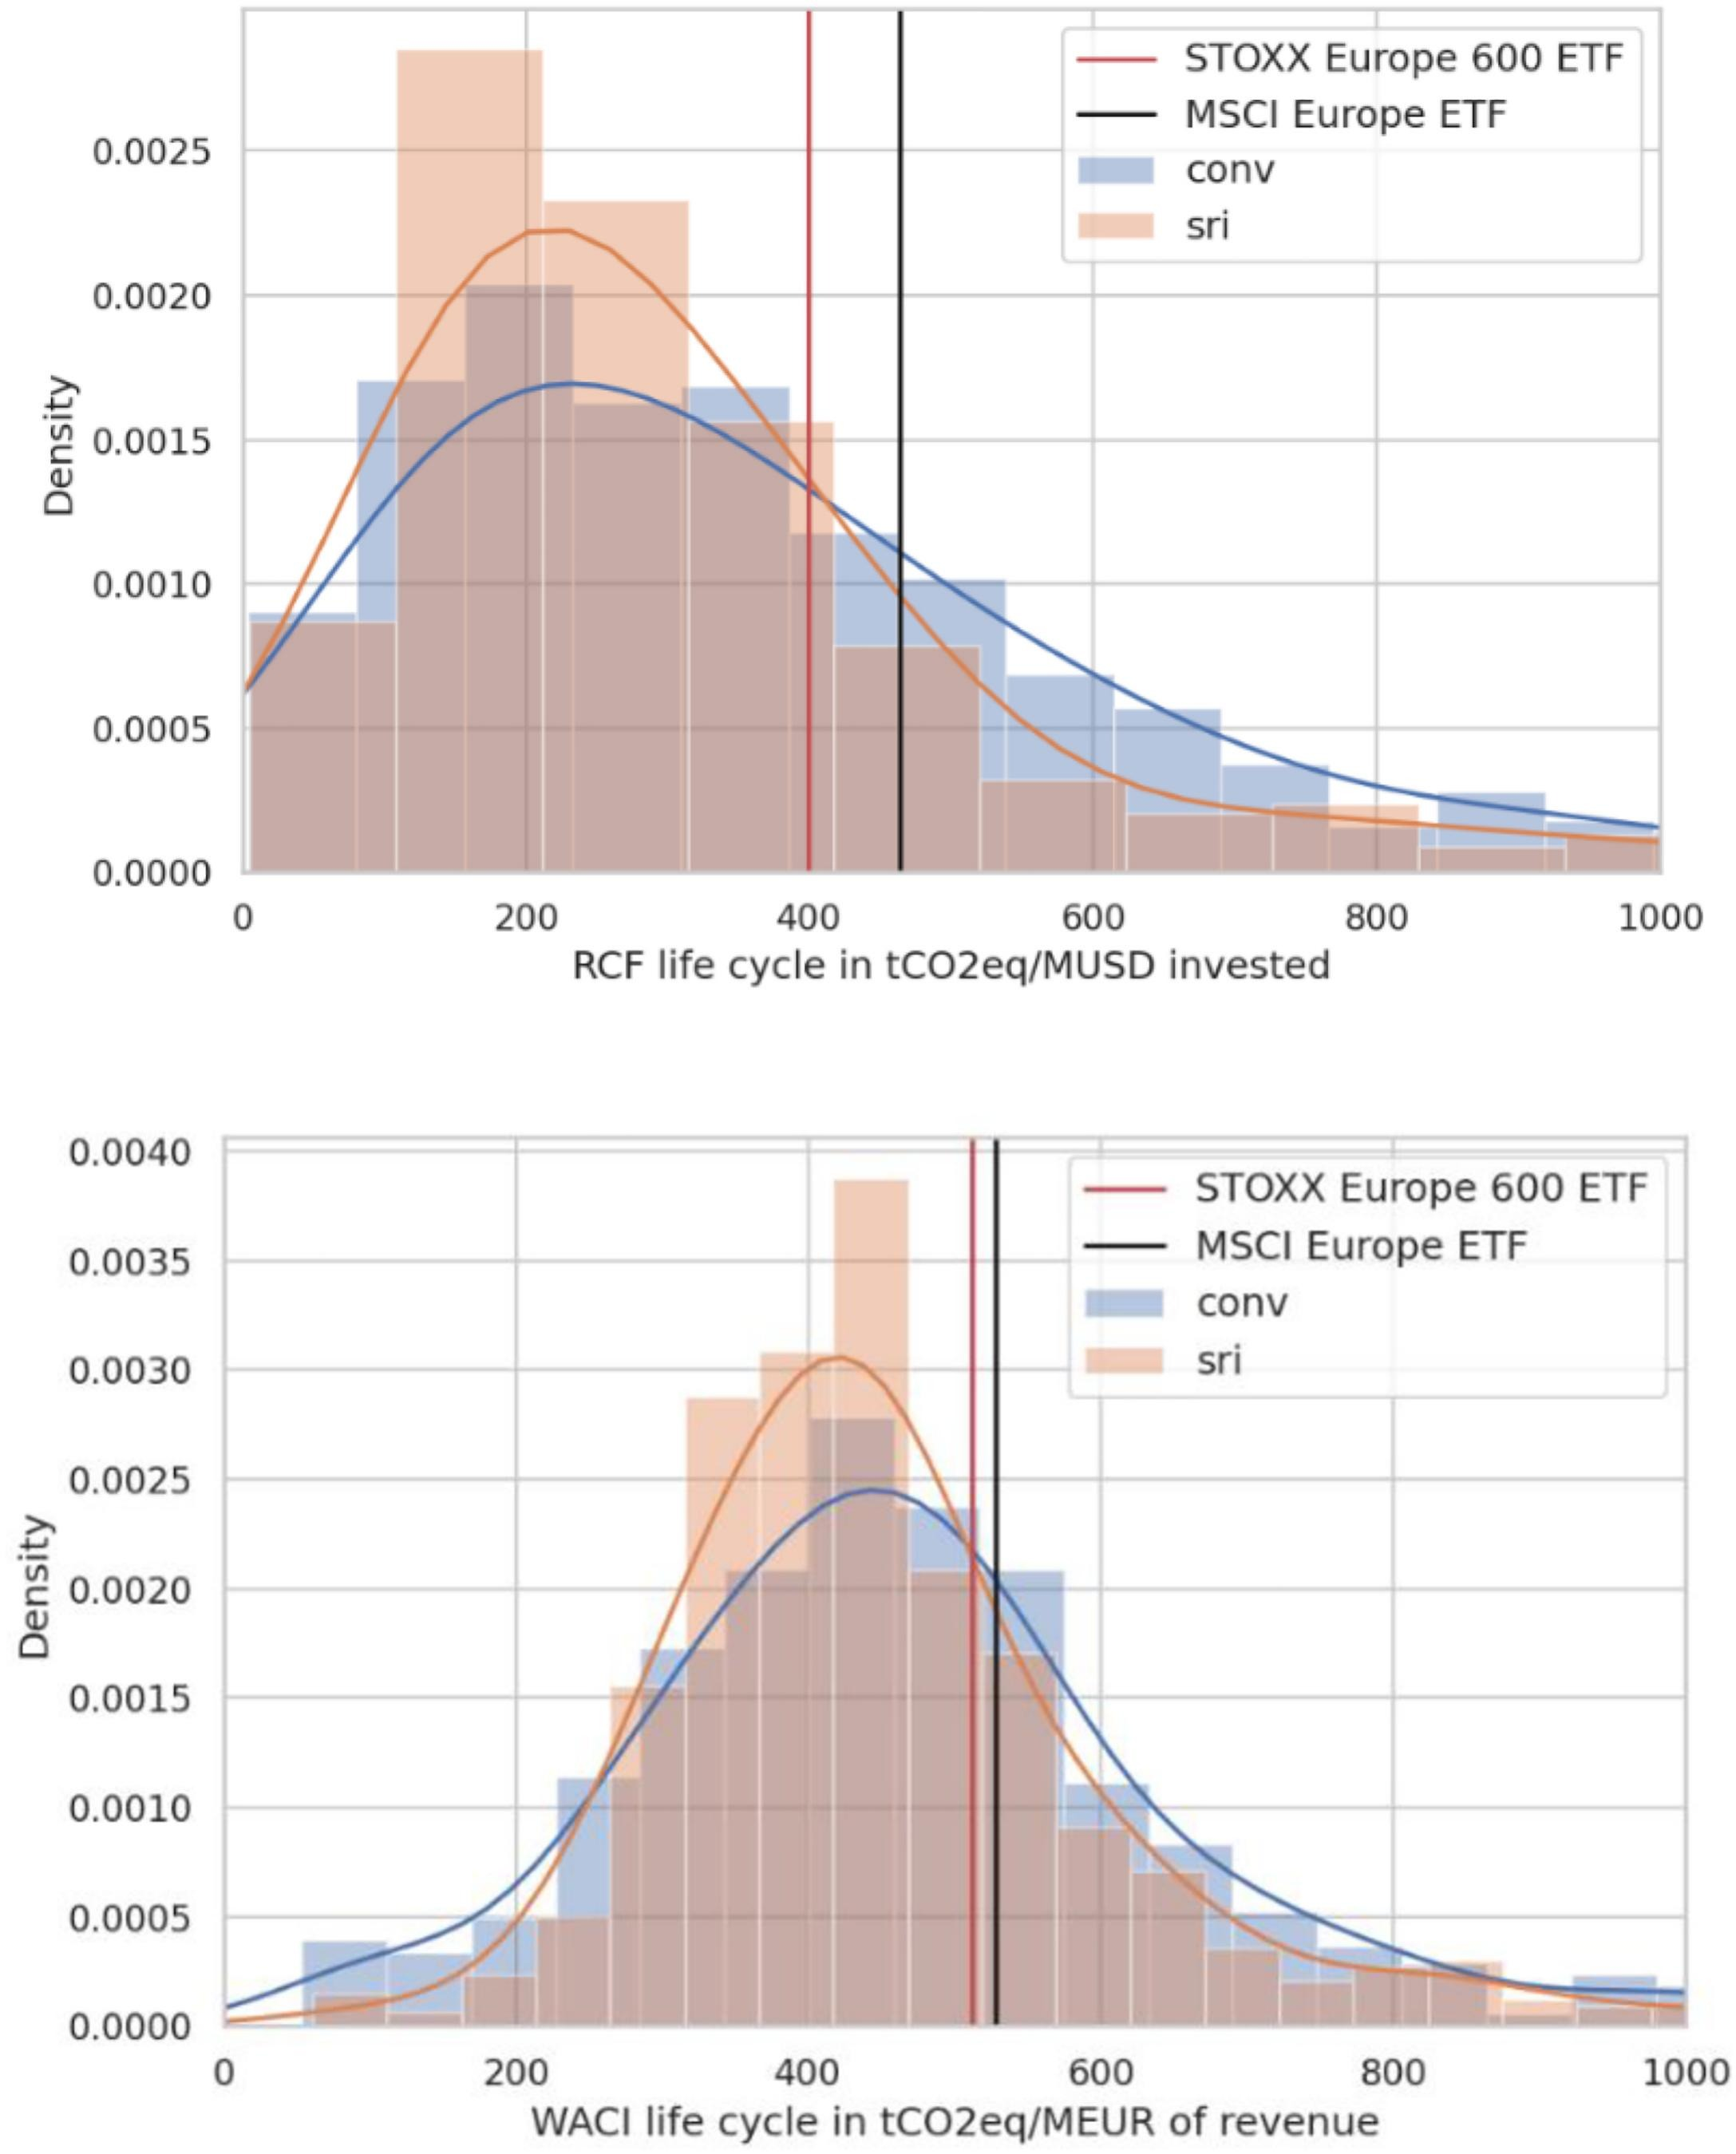 STOXX Europe 600 ETF
MSCI Europe ETF
conv
sri
0.0025
0.0020
0.0015
0.0010
0.0005
0.0000
Density
0 200 400 600 800 1000
RCF life cycle in tCO2eq/MUSD invested
STOXX Europe 600 ETF
MSCI Europe ETF
conv
sri
0.0040
0.0035
0.0030
0.0025
0.0020
0.0015
0.0010
0.0005
0.0000
Density
0 200 400 600 800 1000
WACI life cycle in tCO2eq/MEUR of revenue